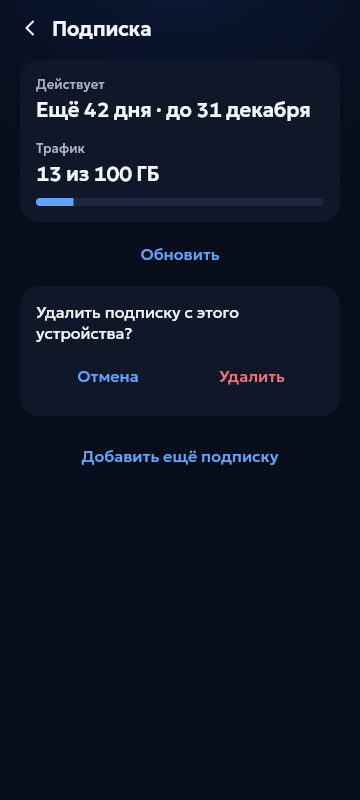 Подписка
Действует
Ещё 42 дня · до 31 декабря
Трафик
13 из 100 ГБ
Обновить
Удалить подписку с этого
устройства?
Отмена
Удалить
Добавить ещё подписку